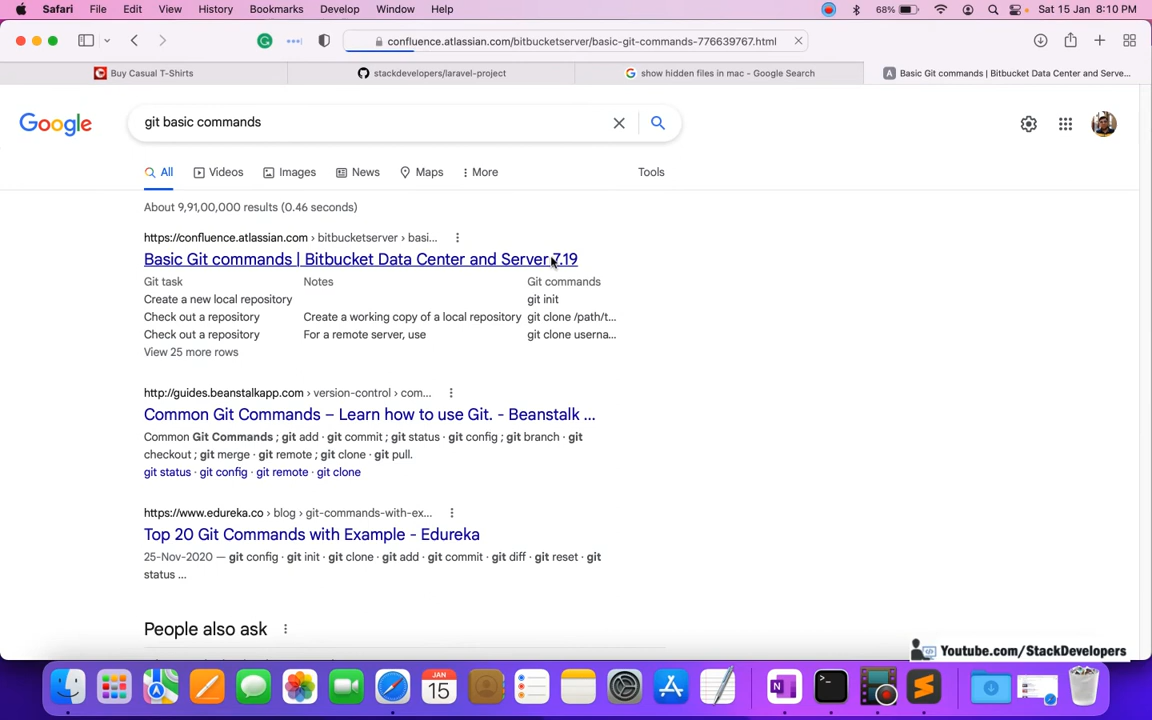 Safari File Edit View History Bookmarks Develop Window Help 68% Sat 15 Jan 8:10 PM
confluence.atlassian.com/bitbucketserver/basic-git-commands-776639767.html
Buy Casual T-Shirts stackdevelopers/laravel-project show hidden files in mac - Google Search Basic Git commands | Bitbucket Data Center and Serve...
Google git basic commands
All Videos Images News Maps More Tools
About 9,91,00,000 results (0.46 seconds)
https://confluence.atlassian.com › bitbucketserver › basi...
Basic Git commands | Bitbucket Data Center and Server 7.19
Git task Notes Git commands
Create a new local repository git init
Check out a repository Create a working copy of a local repository git clone /path/t...
Check out a repository For a remote server, use git clone userna...
View 25 more rows
http://guides.beanstalkapp.com › version-control › com...
Common Git Commands – Learn how to use Git. - Beanstalk ...
Common Git Commands ; git add · git commit ; git status · git config ; git branch · git
checkout ; git merge · git remote ; git clone · git pull.
git status · git config · git remote · git clone
https://www.edureka.co › blog › git-commands-with-ex...
Top 20 Git Commands with Example - Edureka
25-Nov-2020 — git config · git init · git clone · git add · git commit · git diff · git reset · git
status ...
People also ask
Youtube.com/StackDevelopers
JAN
15